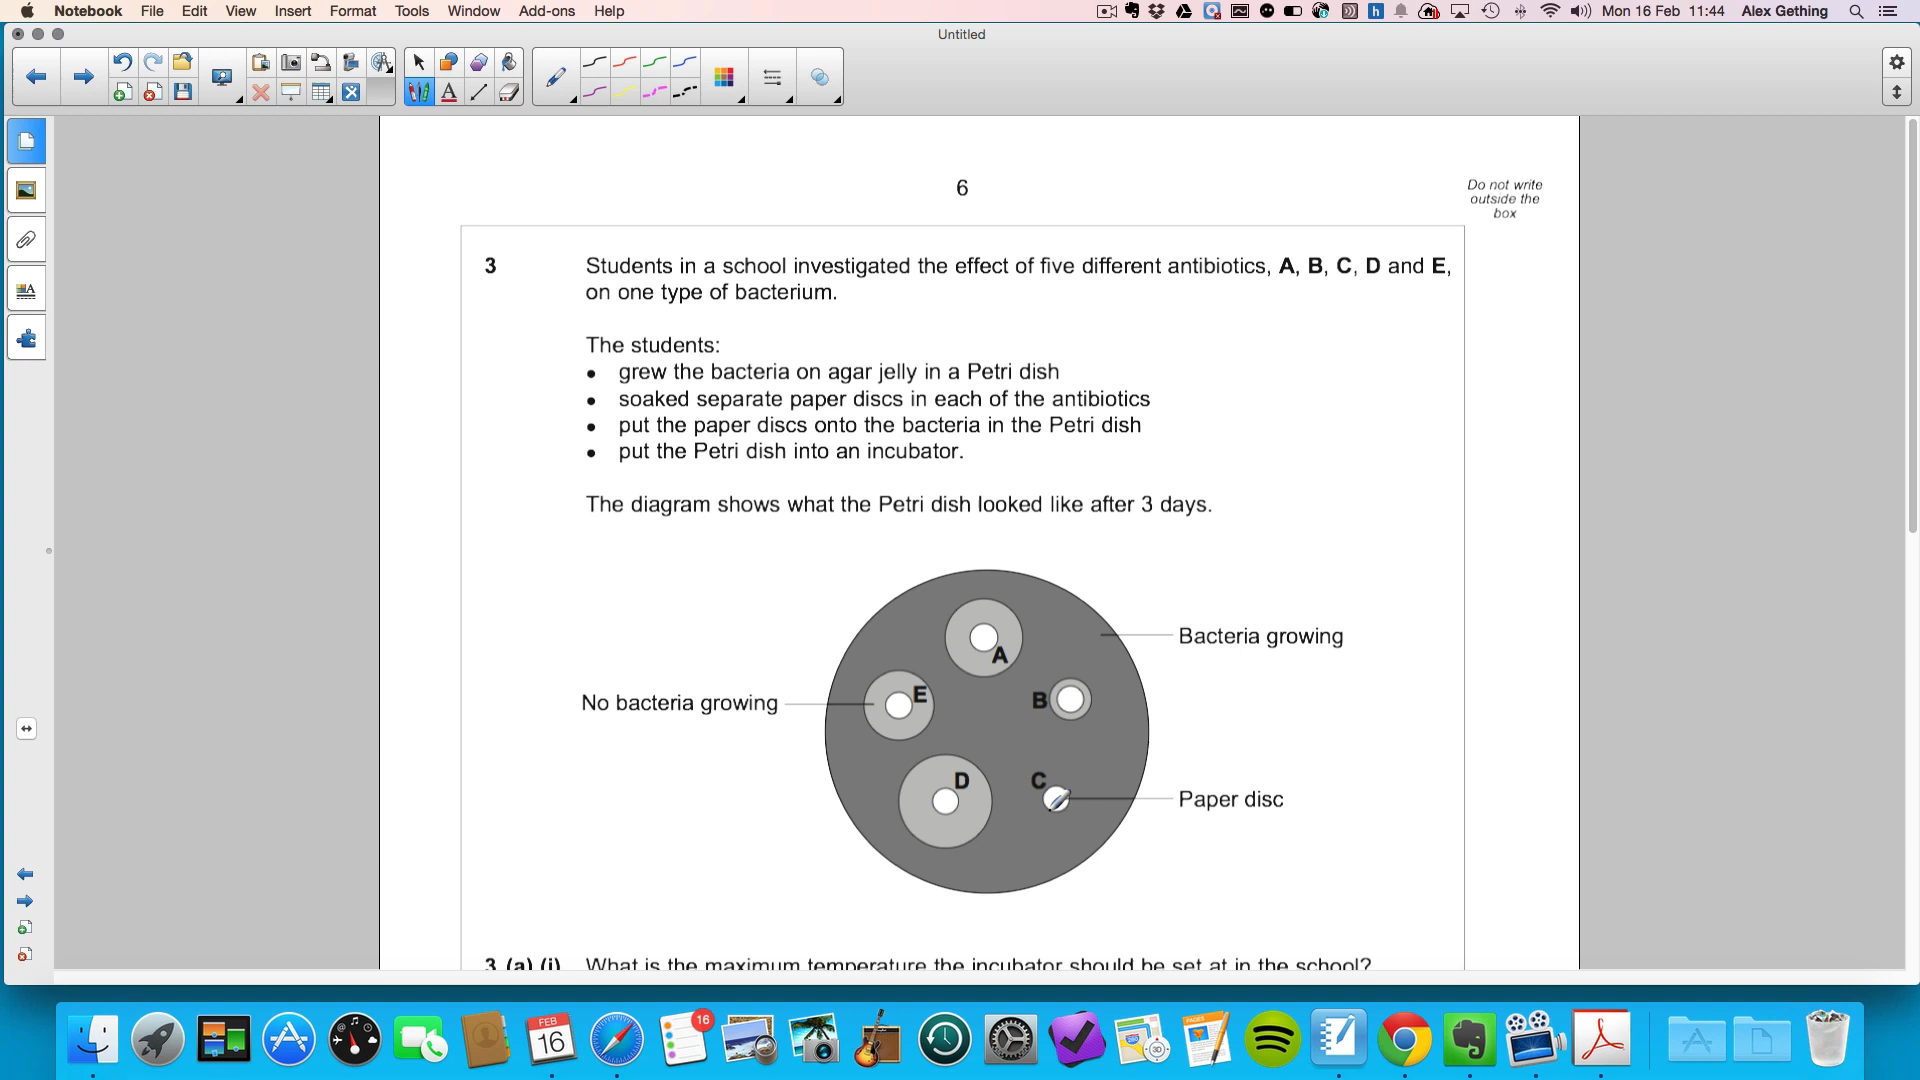 Notebook File Edit View Insert Format Tools Window Add-ons Help Mon 16 Feb 11:44 Alex Gething
Untitled
6
Do not write
outside the
box
3 Students in a school investigated the effect of five different antibiotics, A, B, C, D and E,
on one type of bacterium.
The students:
• grew the bacteria on agar jelly in a Petri dish
• soaked separate paper discs in each of the antibiotics
• put the paper discs onto the bacteria in the Petri dish
• put the Petri dish into an incubator.
The diagram shows what the Petri dish looked like after 3 days.
Bacteria growing
A
E
B
No bacteria growing
D
C
Paper disc
3 (a) (i) What is the maximum temperature the incubator should be set at in the school?
FEB
16
16
PAGES
3D